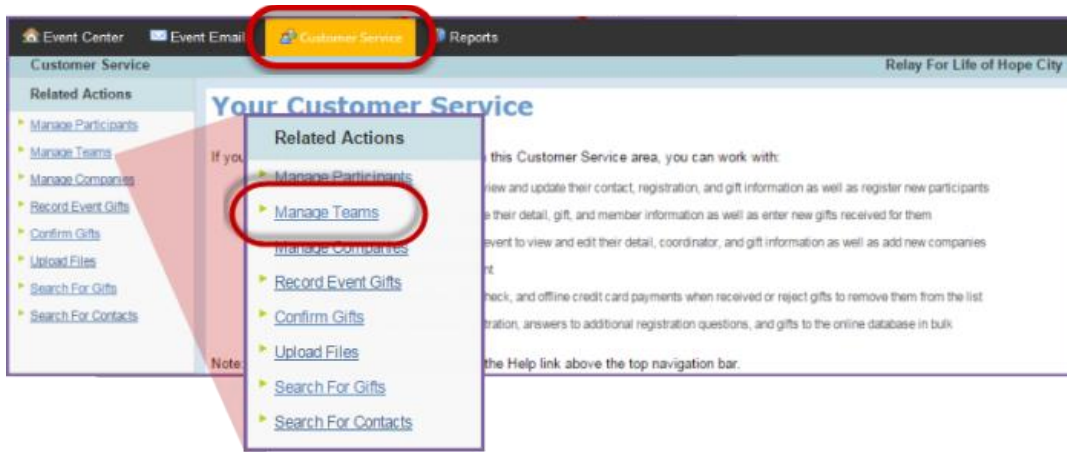 Event Center Event Email Customer Service Reports
Customer Service Relay For Life of Hope City
Related Actions
Manage Participants
Manage Teams
Manage Companies
Record Event Gifts
Confirm Gifts
Upload Files
Search For Gifts
Search For Contacts
Your Customer Service
If you this Customer Service area, you can work with:
view and update their contact, registration, and gift information as well as register new participants
e their detail, gift, and member information as well as enter new gifts received for them
event to view and edit their detail, coordinator, and gift information as well as add new companies
nt
heck, and offline credit card payments when received or reject gifts to remove them from the list
tration, answers to additional registration questions, and gifts to the online database in bulk
Note: the Help link above the top navigation bar.
Related Actions
Manage Participants
Manage Teams
Manage Companies
Record Event Gifts
Confirm Gifts
Upload Files
Search For Gifts
Search For Contacts